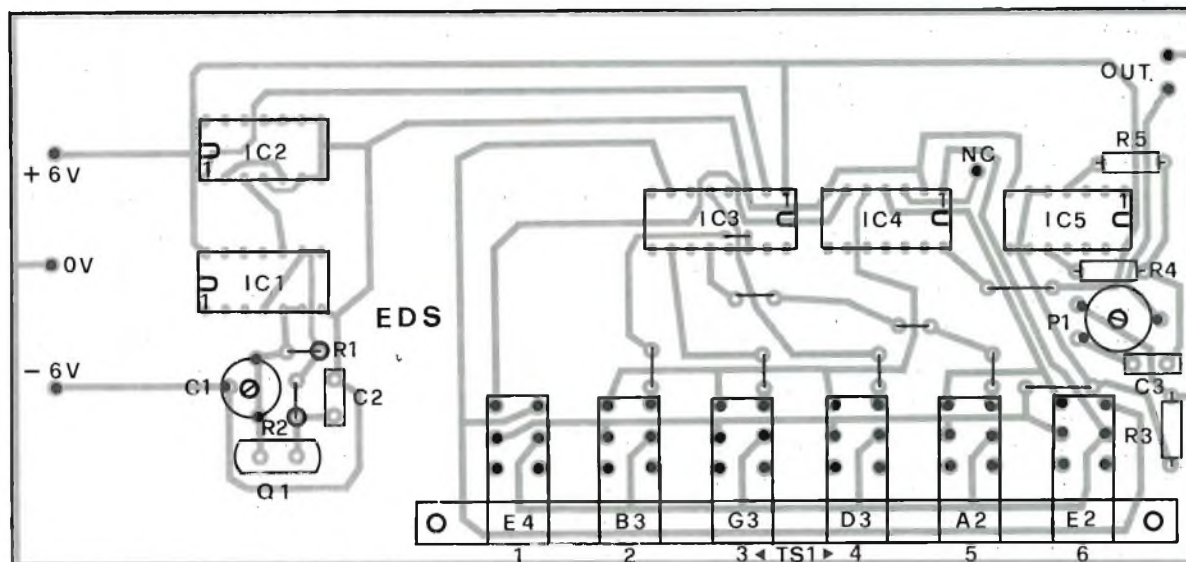 OUT.
R5
IC2
1
+6V
NC
1
1
IC3
IC4
IC5
0V
IC1
1
R4
EDS
P1
R1
-6V
C1
C2
C3
R2
R3
Q1
E4
B3
G3
D3
A2
E2
1
2
3 ◄ TS1 ► 4
5
6